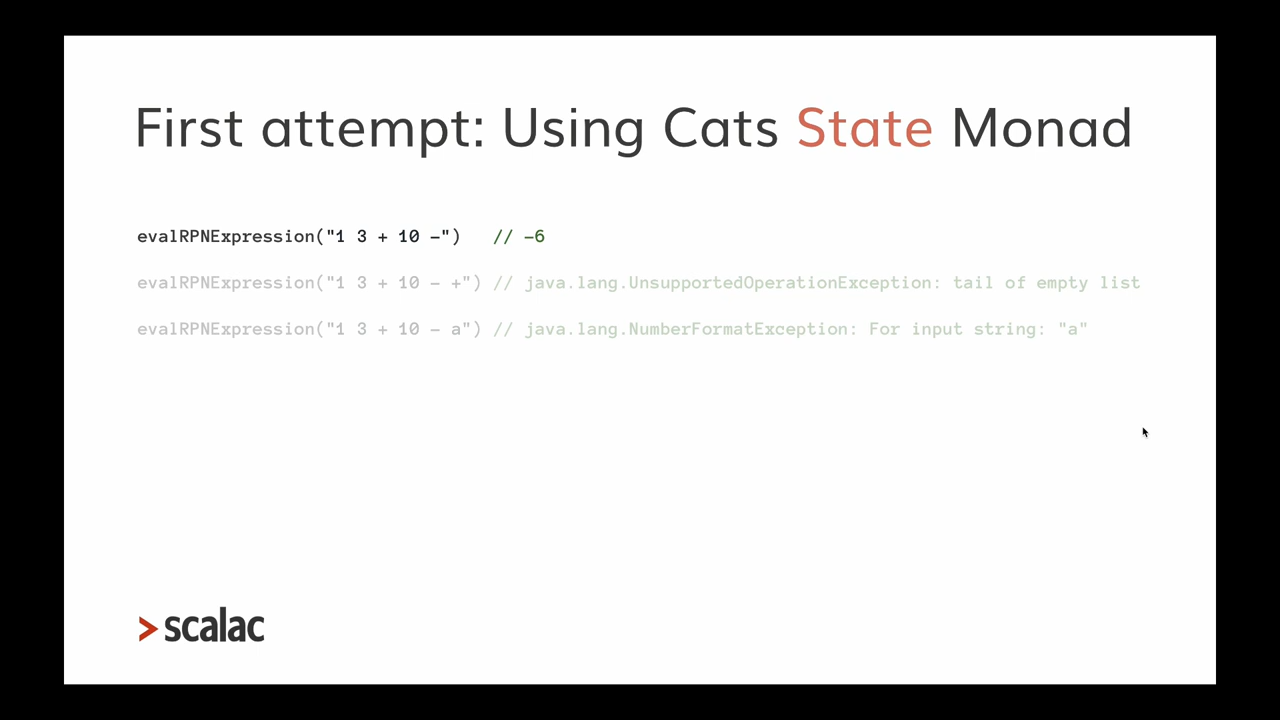 First attempt: Using Cats State Monad
evalRPNExpression("1 3 + 10 -")   // -6
evalRPNExpression("1 3 + 10 - +") // java.lang.UnsupportedOperationException: tail of empty list
evalRPNExpression("1 3 + 10 - a") // java.lang.NumberFormatException: For input string: "a"
> scalac